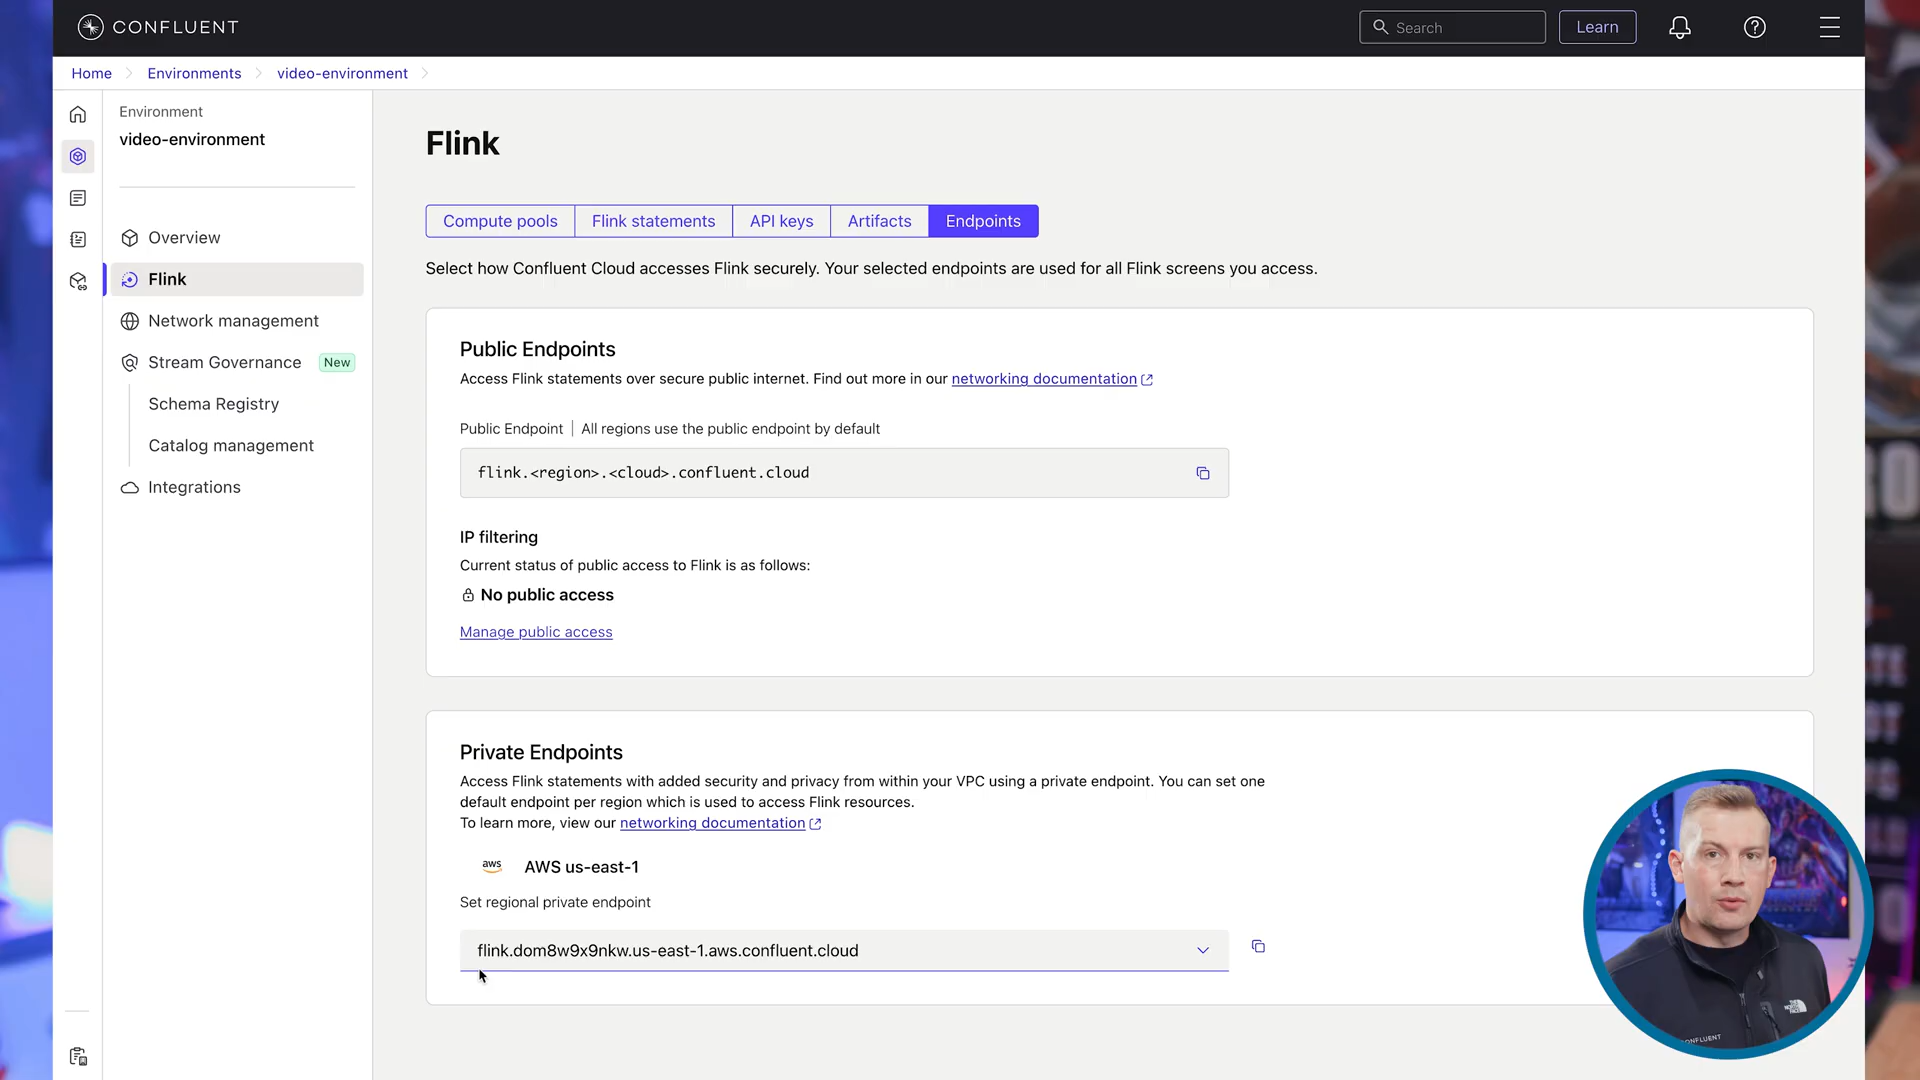 CONFLUENT
Search
Learn
Home
Environments
video-environment
Environment
video-environment
Overview
Flink
Network management
Stream Governance New
Schema Registry
Catalog management
Integrations
Flink
Compute pools
Flink statements
API keys
Artifacts
Endpoints
Select how Confluent Cloud accesses Flink securely. Your selected endpoints are used for all Flink screens you access.
Public Endpoints
Access Flink statements over secure public internet. Find out more in our networking documentation
Public Endpoint | All regions use the public endpoint by default
flink.<region>.<cloud>.confluent.cloud
IP filtering
Current status of public access to Flink is as follows:
No public access
Manage public access
Private Endpoints
Access Flink statements with added security and privacy from within your VPC using a private endpoint. You can set one
default endpoint per region which is used to access Flink resources.
To learn more, view our networking documentation
aws AWS us-east-1
Set regional private endpoint
flink.dom8w9x9nkw.us-east-1.aws.confluent.cloud
THE NORTH FACE
CONFLUENT